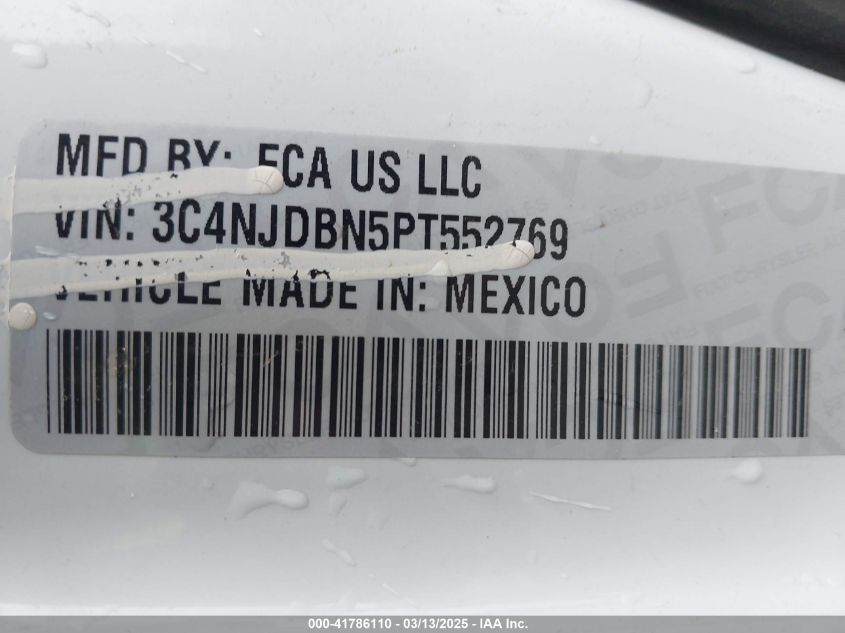 MFD BY: FCA US LLC
VIN: 3C4NJDBN5PT552769
VEHICLE MADE IN: MEXICO
000-41786110 - 03/13/2025 - IAA Inc.